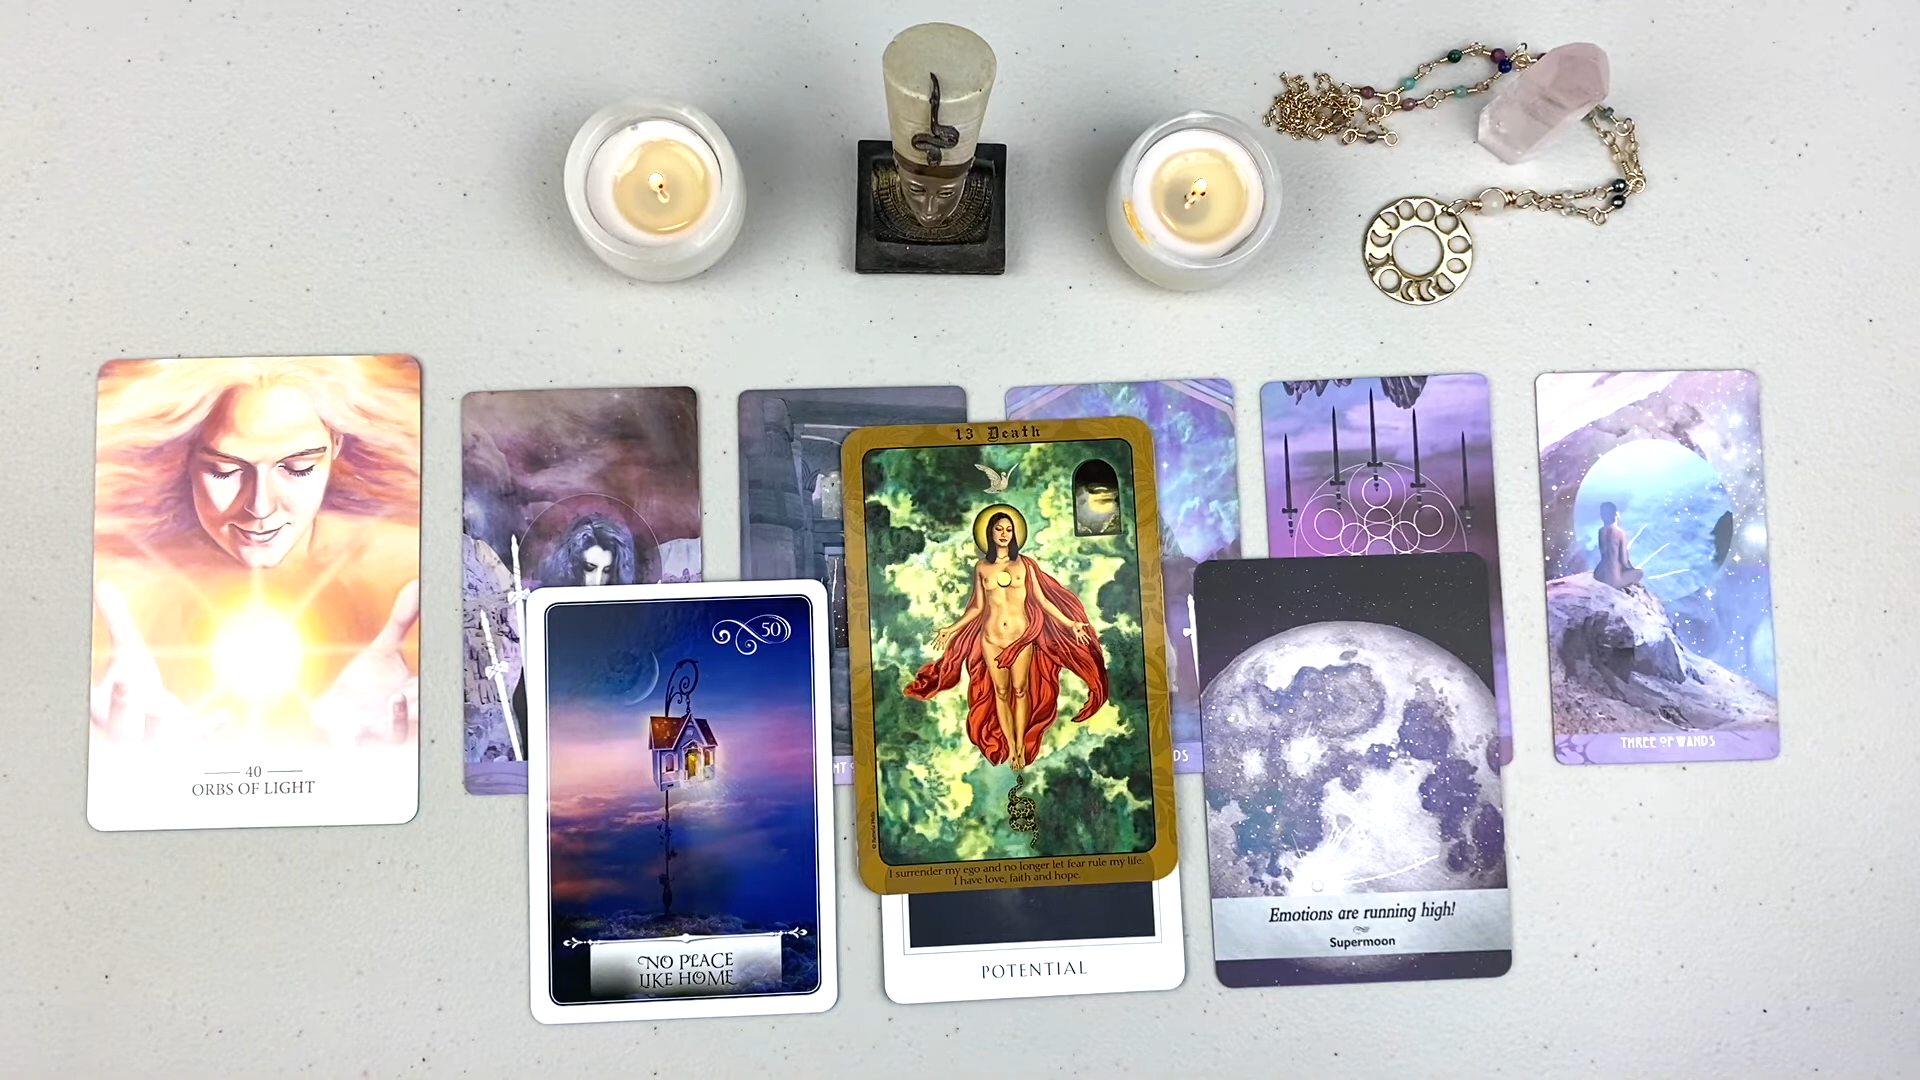 40
ORBS OF LIGHT
50
NO PLACE
LIKE HOME
13 Death
I surrender my ego and no longer let fear rule my life.
I have love, faith and hope.
POTENTIAL
Emotions are running high!
Supermoon
THREE OF WANDS